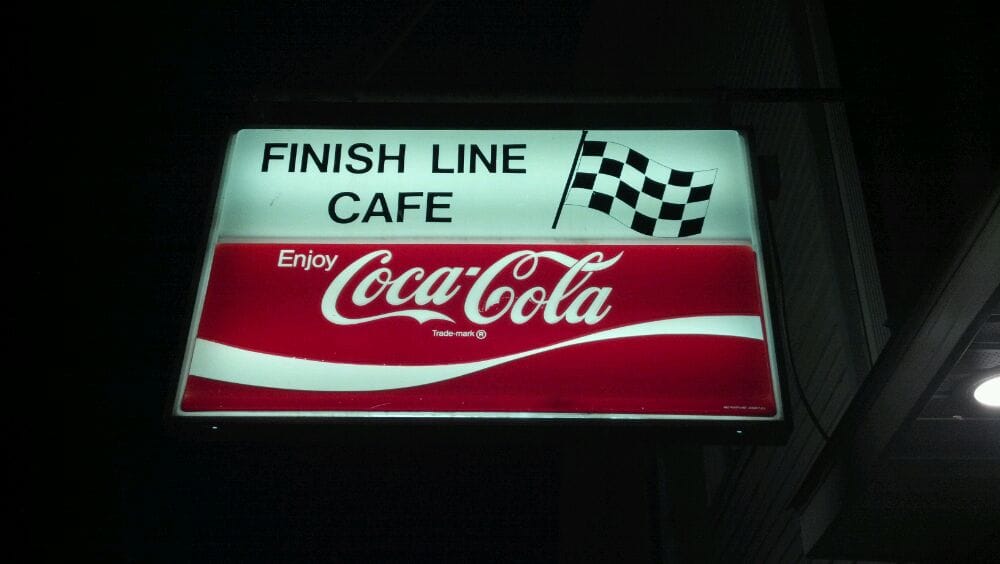 FINISH LINE
CAFE
Enjoy Coca-Cola
Trade-mark ®